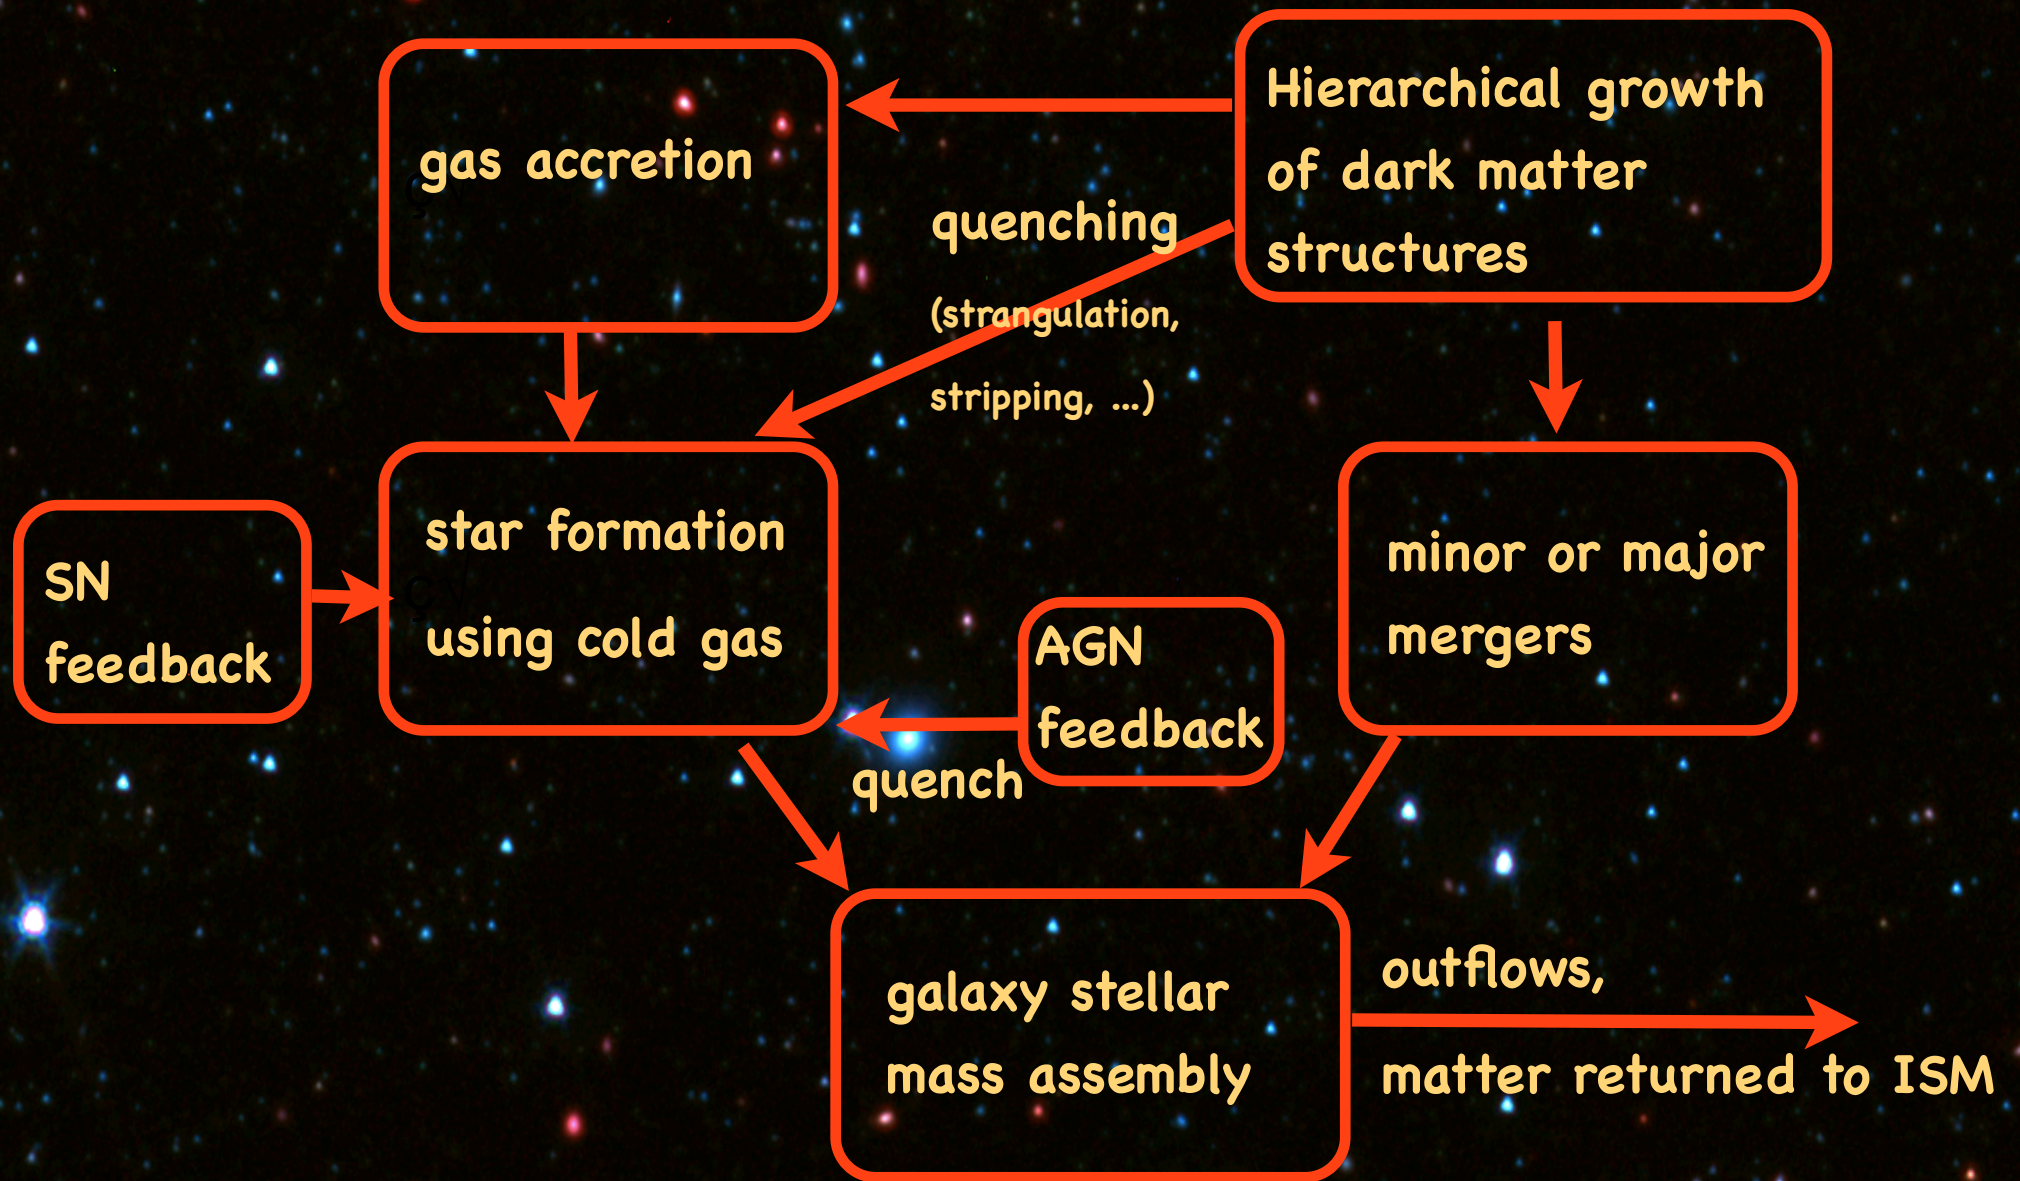 Hierarchical growth
of dark matter
structures
gas accretion
quenching
(strangulation,
stripping, ...)
star formation
using cold gas
SN
feedback
minor or major
mergers
AGN
feedback
quench
galaxy stellar
mass assembly
outflows,
matter returned to ISM